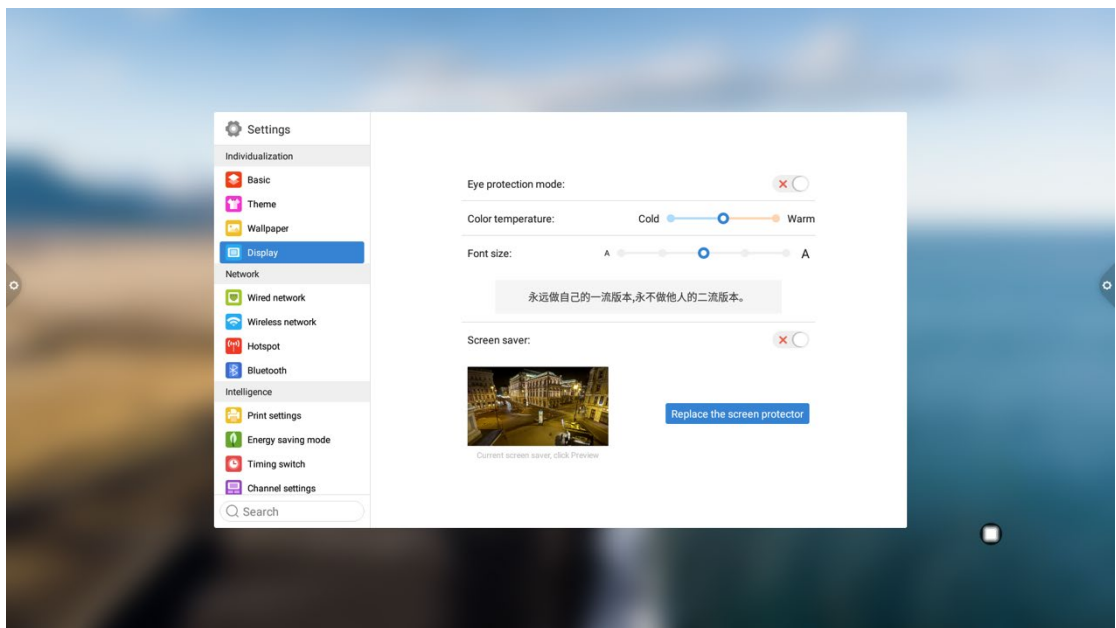 Settings
Individualization
Basic
Theme
Wallpaper
Display
Network
Wired network
Wireless network
Hotspot
Bluetooth
Intelligence
Print settings
Energy saving mode
Timing switch
Channel settings
Search
Eye protection mode:
Color temperature: Cold Warm
Font size: A A
永远做自己的一流版本,永不做他人的二流版本。
Screen saver:
Replace the screen protector
Current screen saver, click Preview